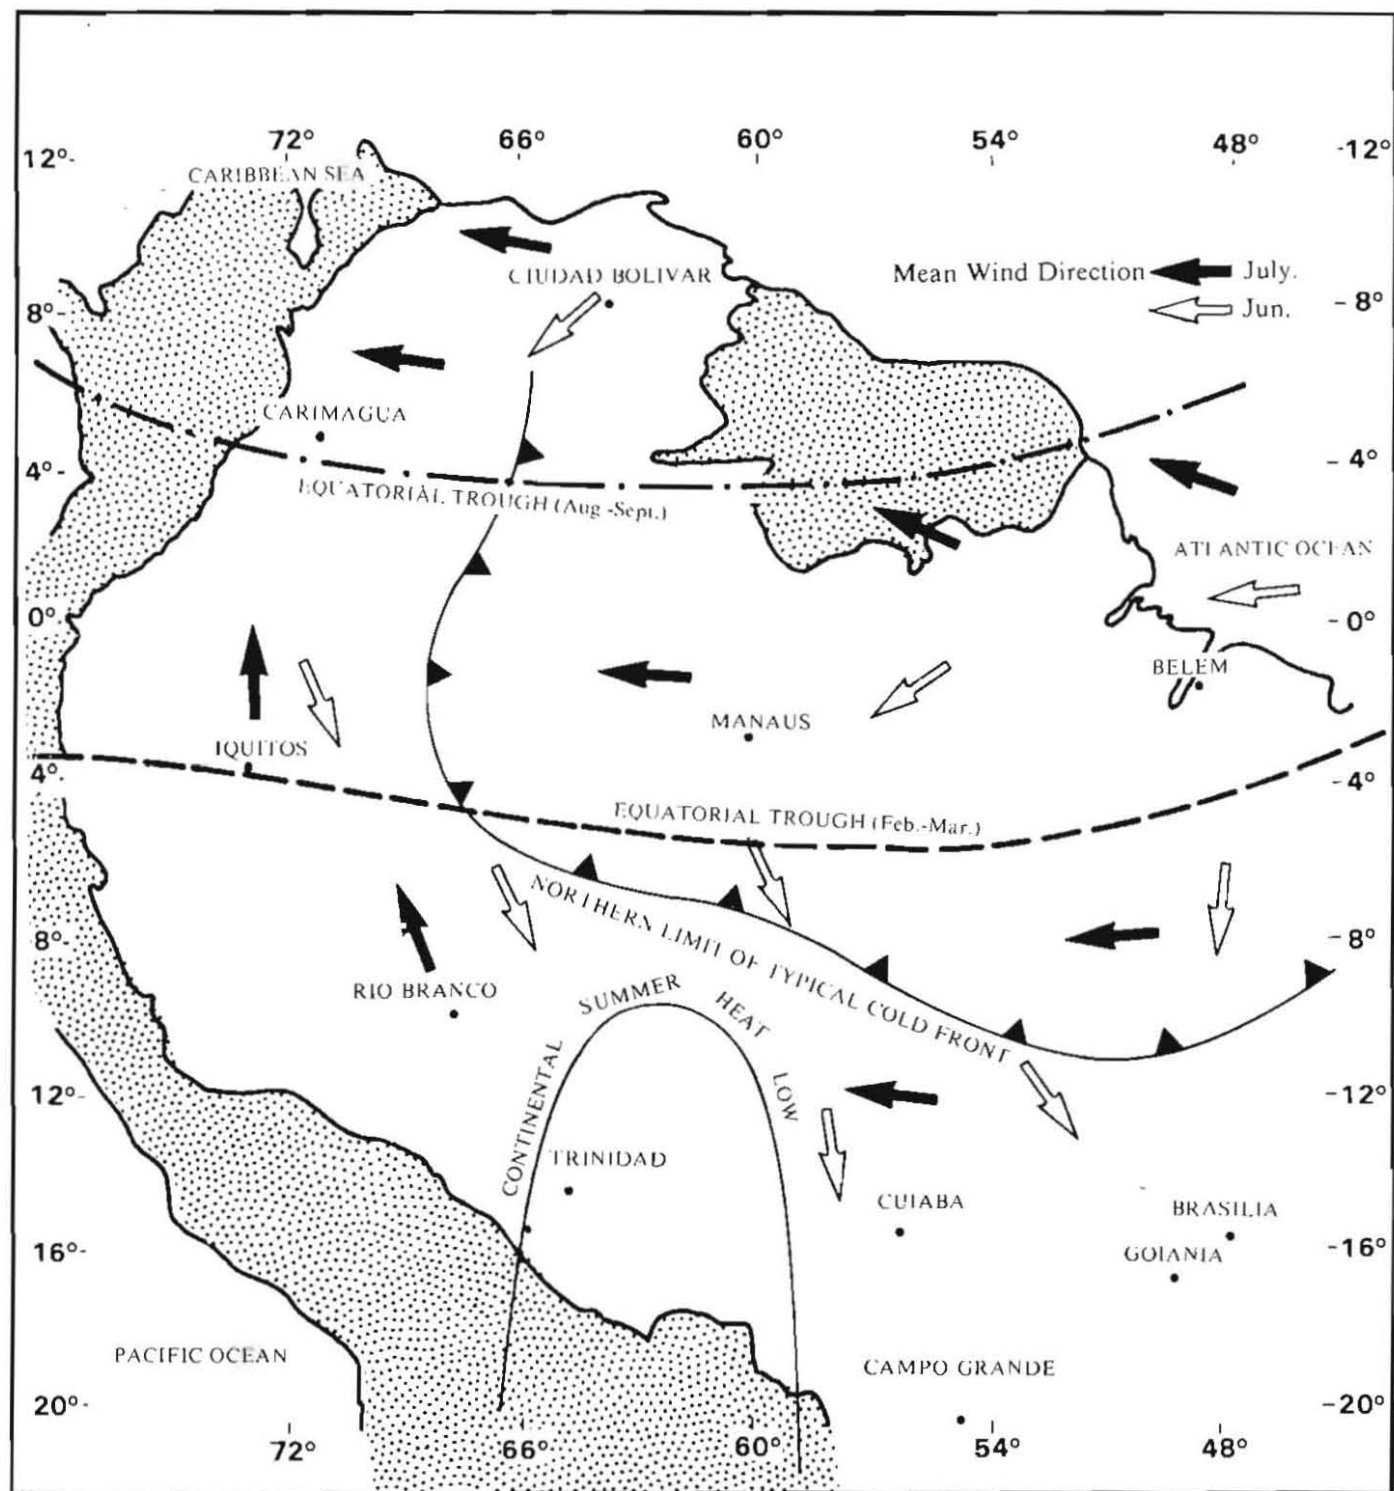 72° 66° 60° 54° 48°
12° -12°
CARIBBEAN SEA
CIUDAD BOLIVAR
Mean Wind Direction July.
Jun.
8° 8°
CARIMAGUA
4° 4°
EQUATORIAL TROUGH (Aug.-Sept.)
ATLANTIC OCEAN
0° 0°
BELEM
MANAUS
IQUITOS
4° 4°
EQUATORIAL TROUGH (Feb.-Mar.)
NORTHERN LIMIT OF TYPICAL COLD FRONT
8° 8°
RIO BRANCO
CONTINENTAL SUMMER HEAT LOW
12° 12°
TRINIDAD
CUIABA
BRASILIA
GOIANIA
16° 16°
PACIFIC OCEAN
CAMPO GRANDE
20° 20°
72° 66° 60° 54° 48°